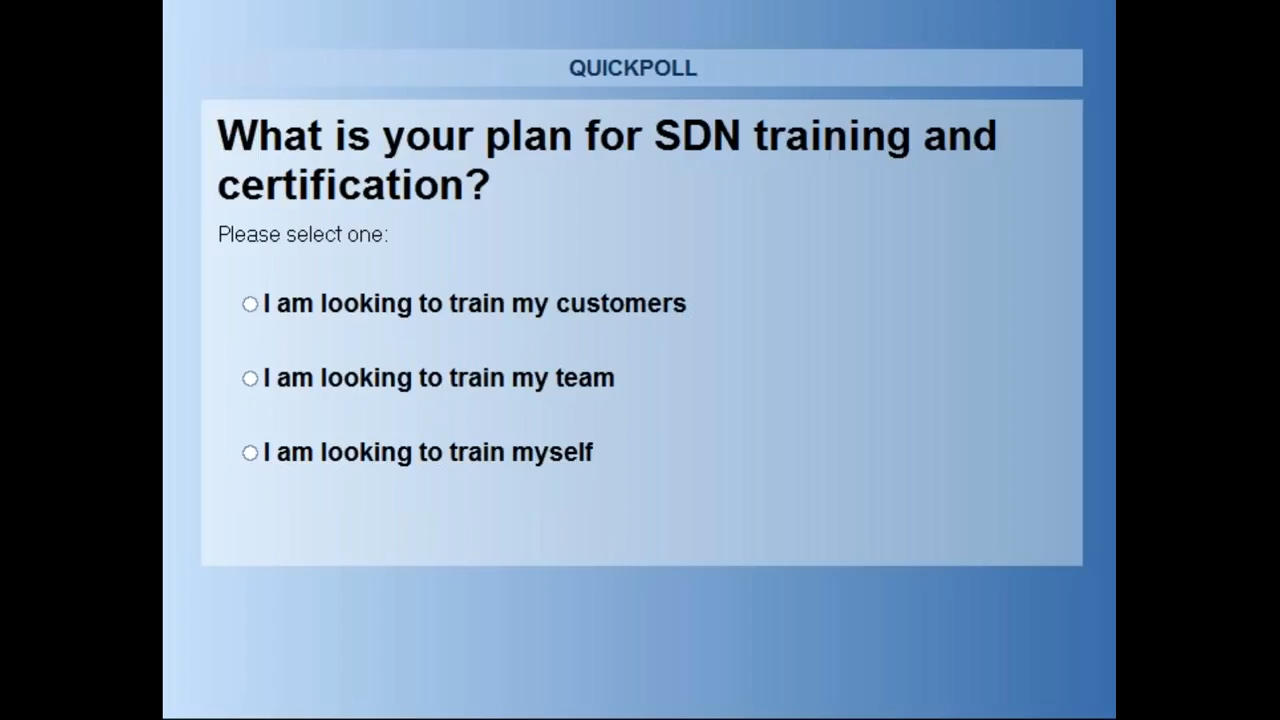 QUICKPOLL
What is your plan for SDN training and
certification?
Please select one:
I am looking to train my customers
I am looking to train my team
I am looking to train myself